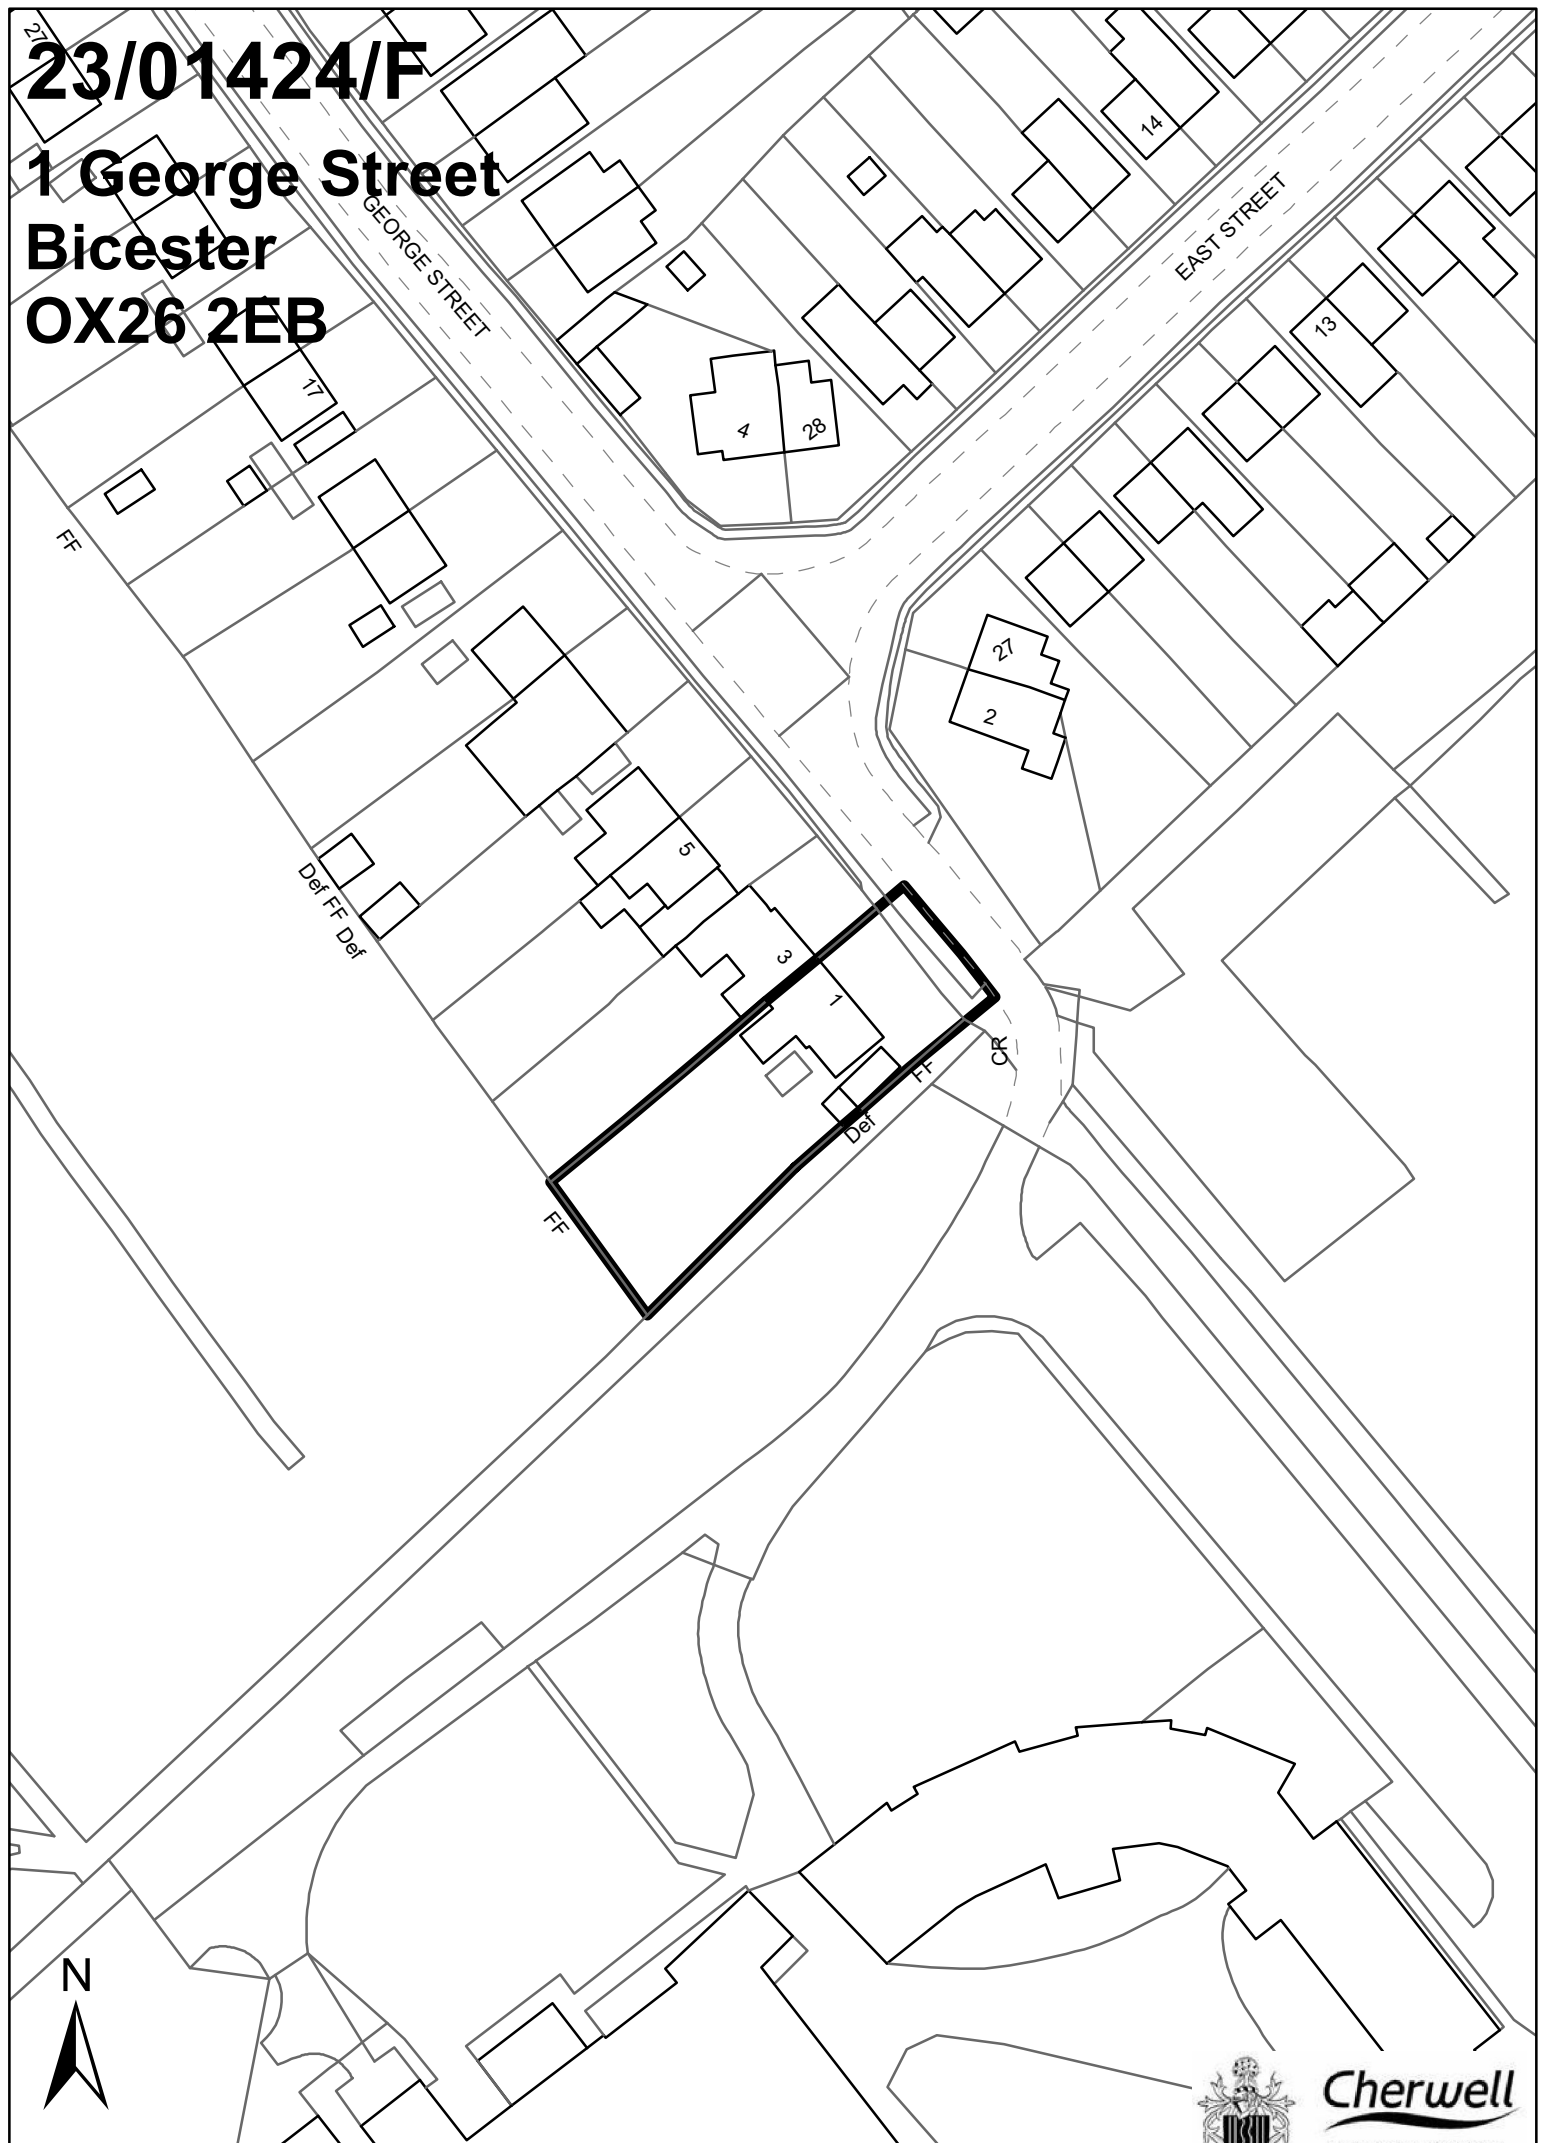 27
23/01424/F
1 George Street
Bicester
OX26 2EB
GEORGE STREET
EAST STREET
14
13
17
4
28
FF
27
2
5
Def FF Def
3
1
CR
FF
Def
FF
N
Cherwell